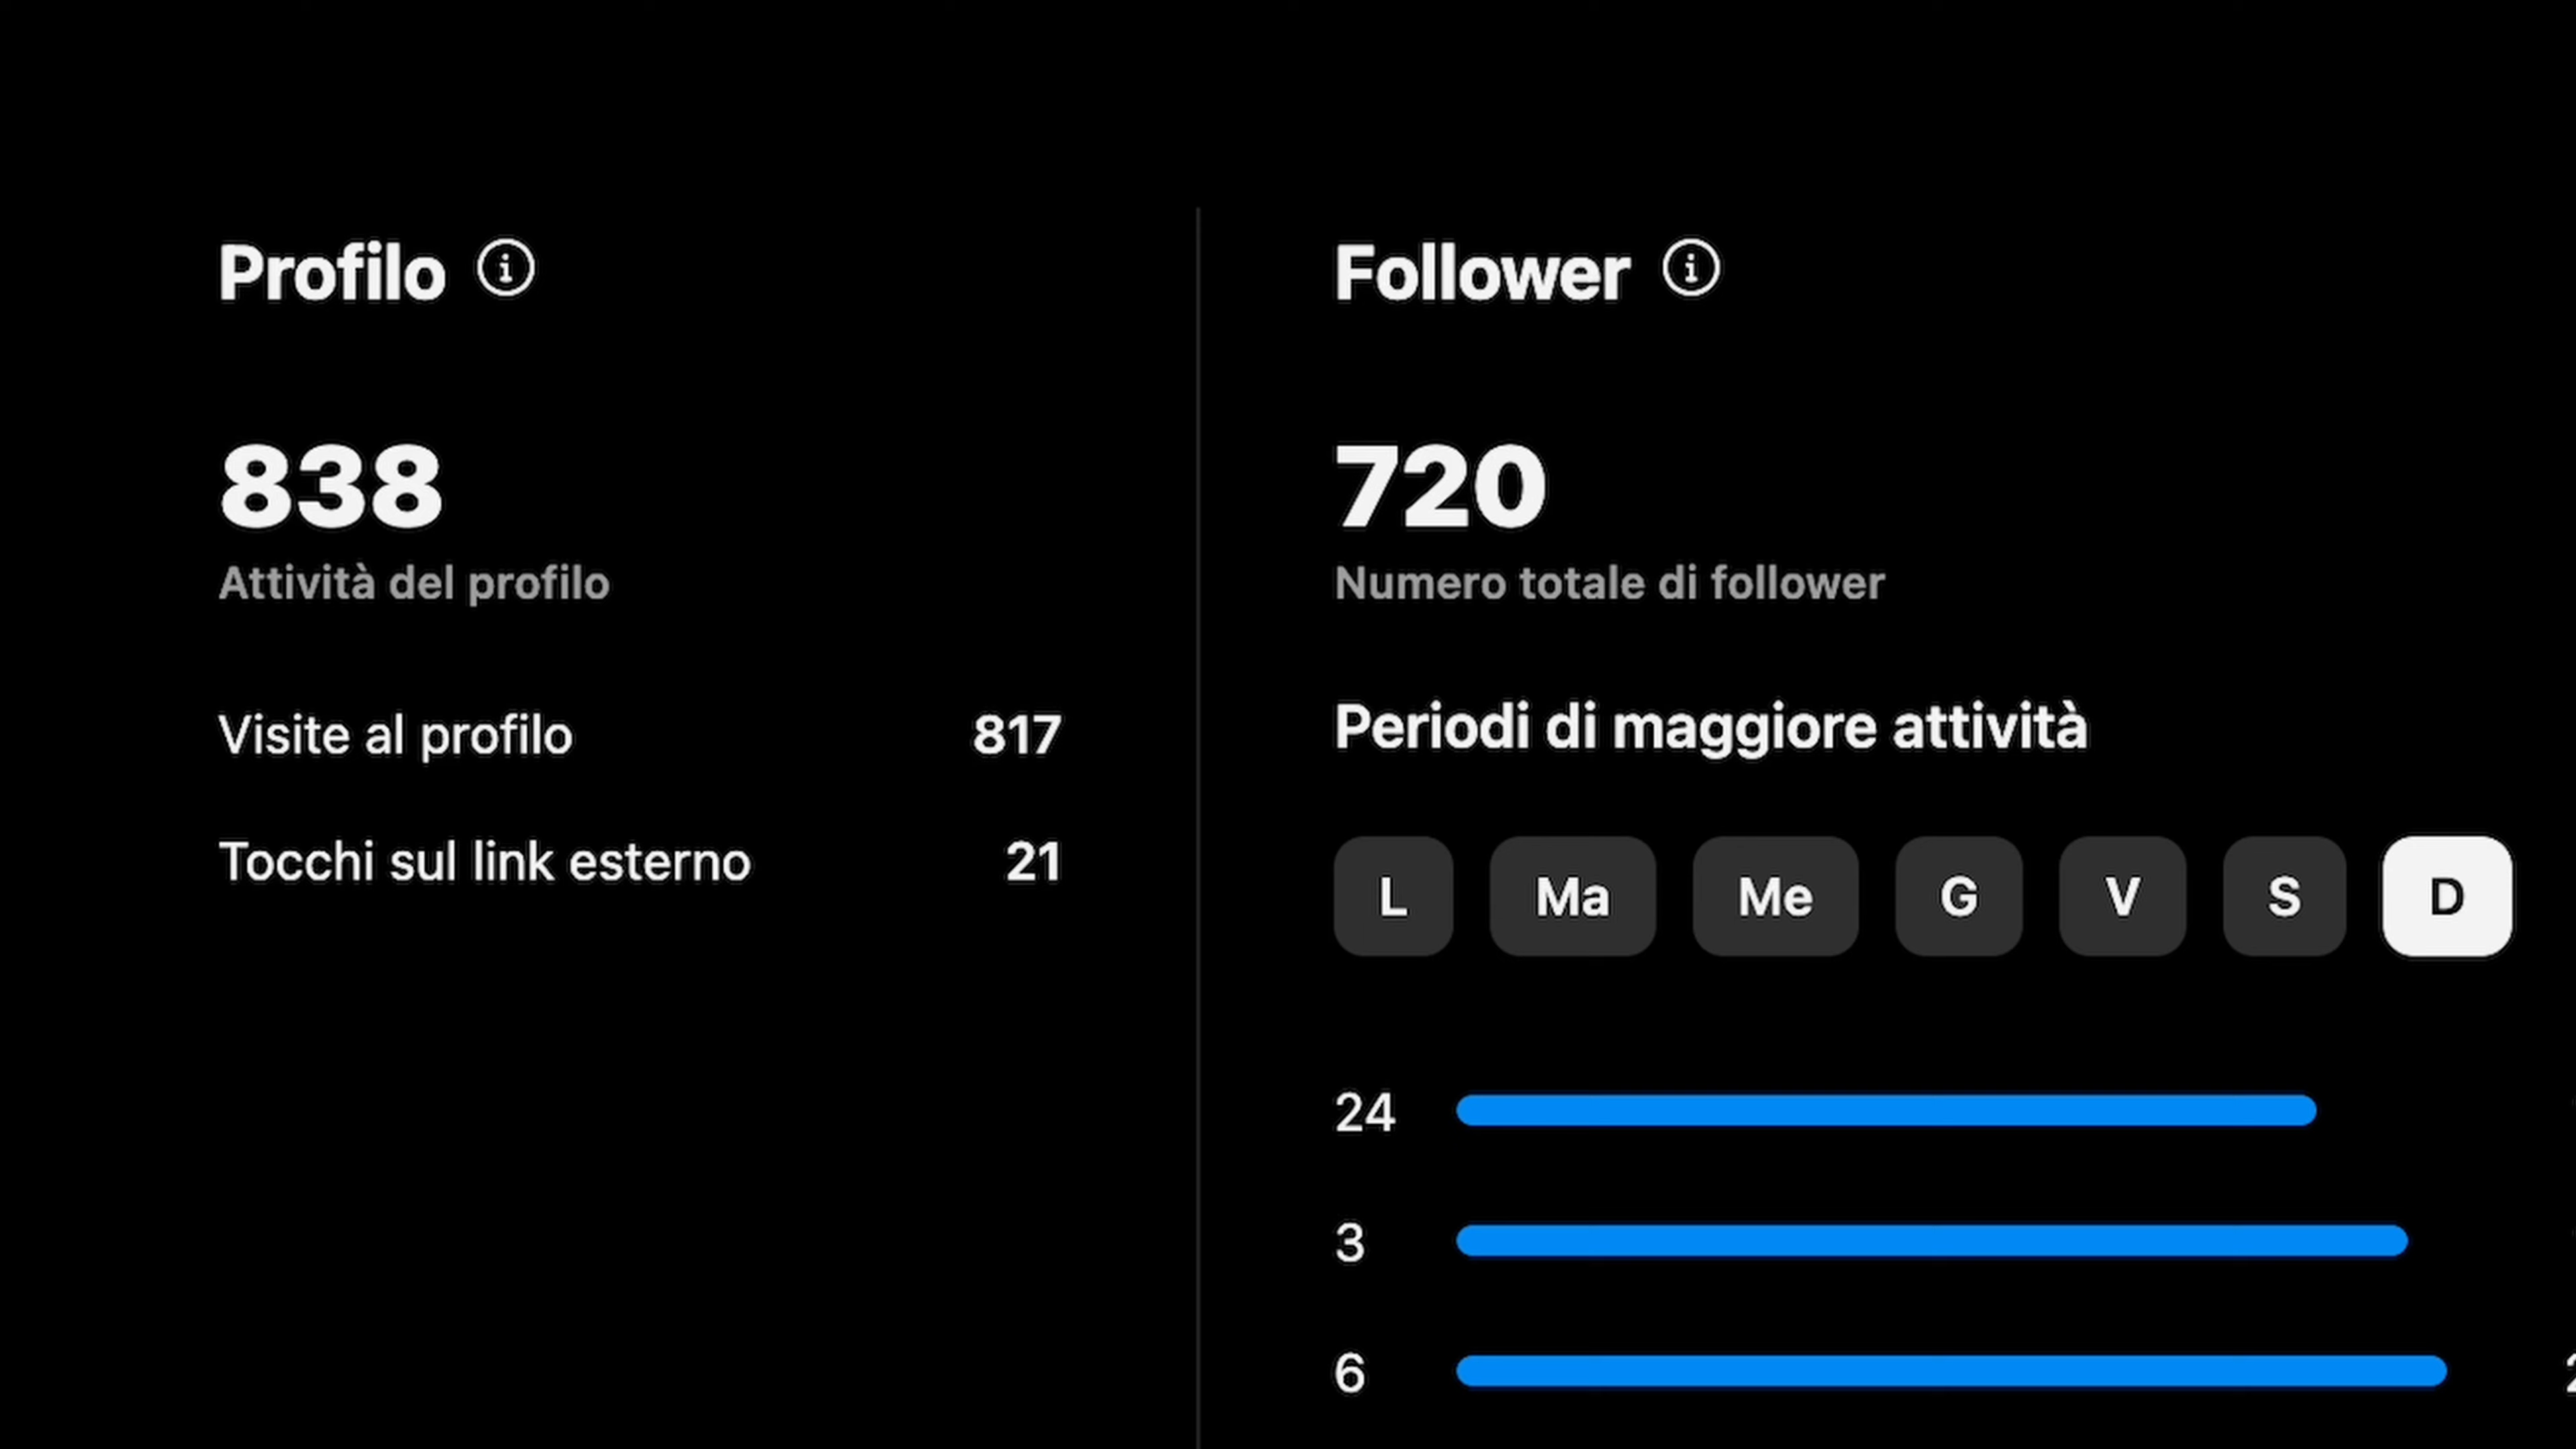 Profilo
838
Attività del profilo
Visite al profilo 817
Tocchi sul link esterno 21
Follower
720
Numero totale di follower
Periodi di maggiore attività
L Ma Me G V S D
24
3
6